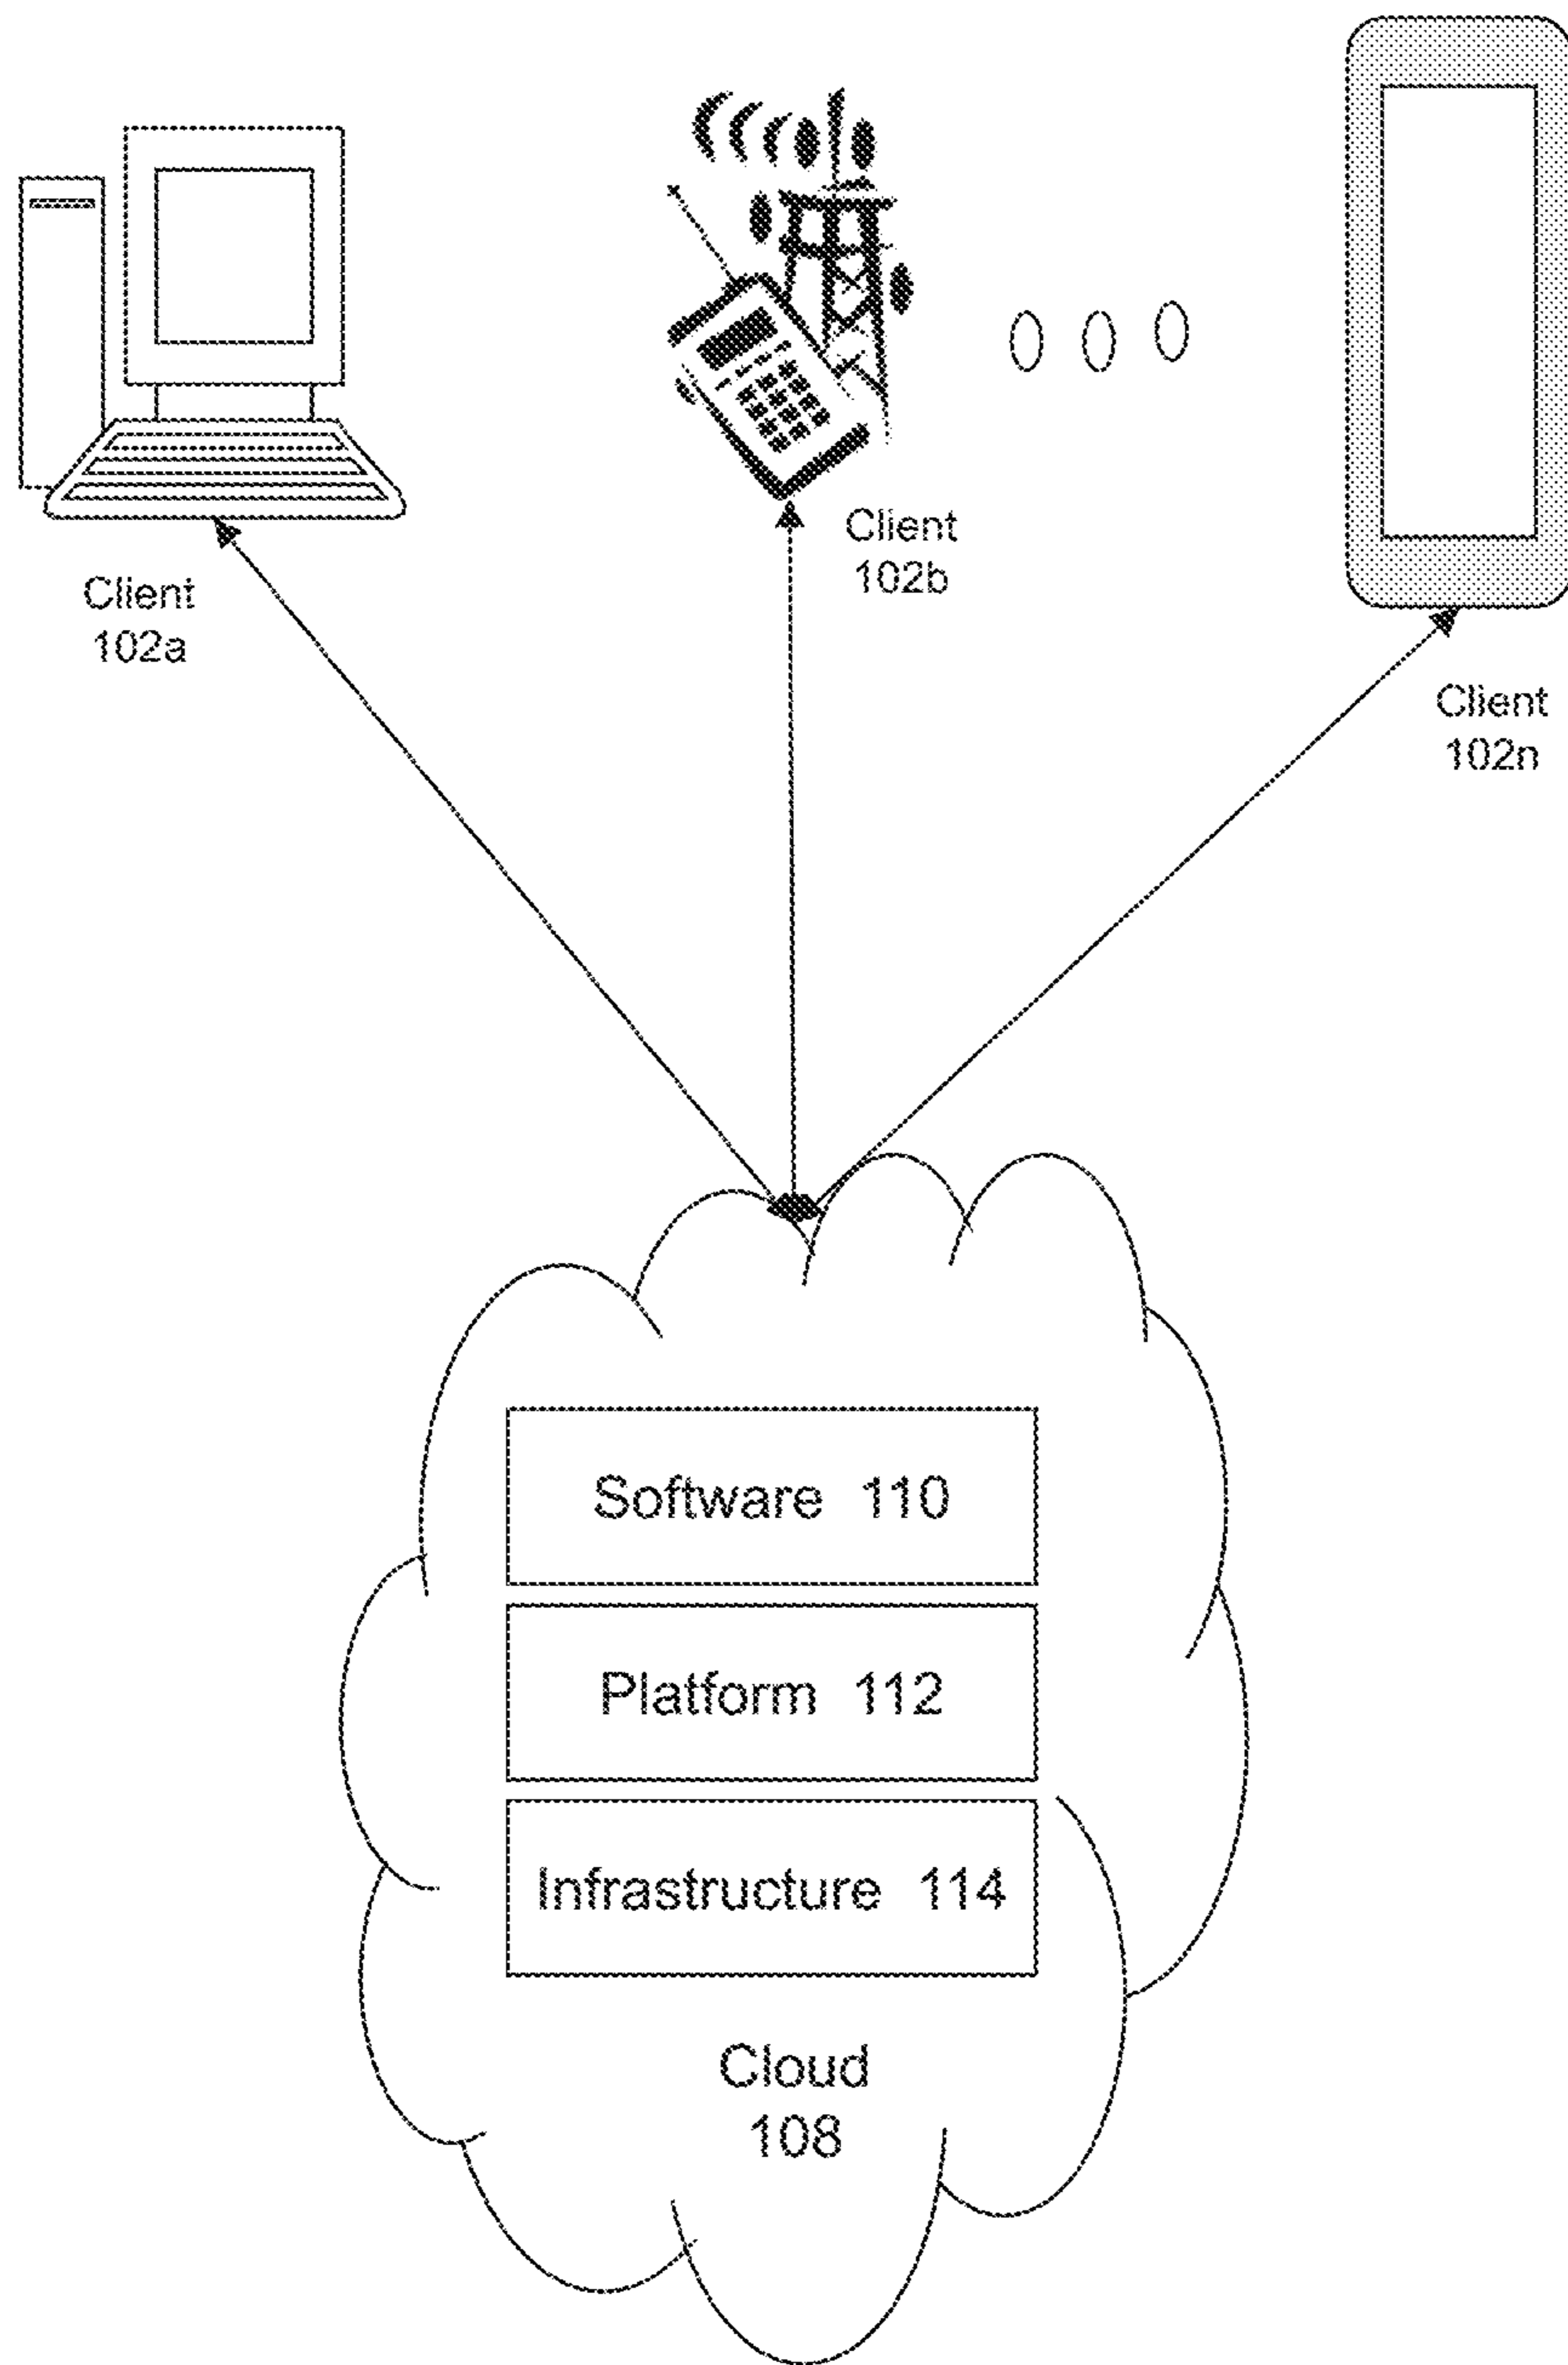 Client
102a
Client
102b
Client
102n
Software 110
Platform 112
Infrastructure 114
Cloud
108